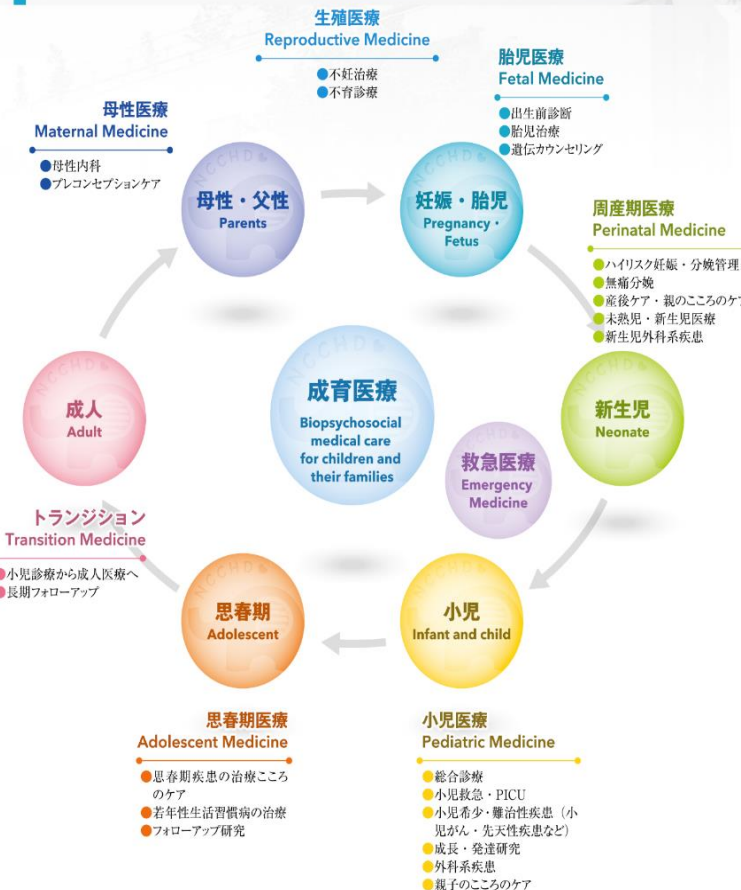 生殖医療
Reproductive Medicine
●不妊治療
●不育診療
胎児医療
Fetal Medicine
●出生前診断
●胎児治療
●遺伝カウンセリング
母性医療
Maternal Medicine
●母性内科
●プレコンセプションケア
母性・父性
Parents
妊娠・胎児
Pregnancy・
Fetus
周産期医療
Perinatal Medicine
●ハイリスク妊娠・分娩管理
●無痛分娩
●産後ケア・親のこころのケア
●未熟児・新生児医療
●新生児外科系疾患
成育医療
Biopsychosocial
medical care
for children and
their families
成人
Adult
新生児
Neonate
救急医療
Emergency
Medicine
トランジション
Transition Medicine
●小児診療から成人医療へ
●長期フォローアップ
思春期
Adolescent
小児
Infant and child
思春期医療
Adolescent Medicine
●思春期疾患の治療こころ
のケア
●若年性生活習慣病の治療
●フォローアップ研究
小児医療
Pediatric Medicine
●総合診療
●小児救急・PICU
●小児希少・難治性疾患（小
児がん・先天性疾患など）
●成長・発達研究
●外科系疾患
●親子のこころのケア
NCCHD
NCCHD
NCCHD
NCCHD
NCCHD
NCCHD
NCCHD
NCCHD